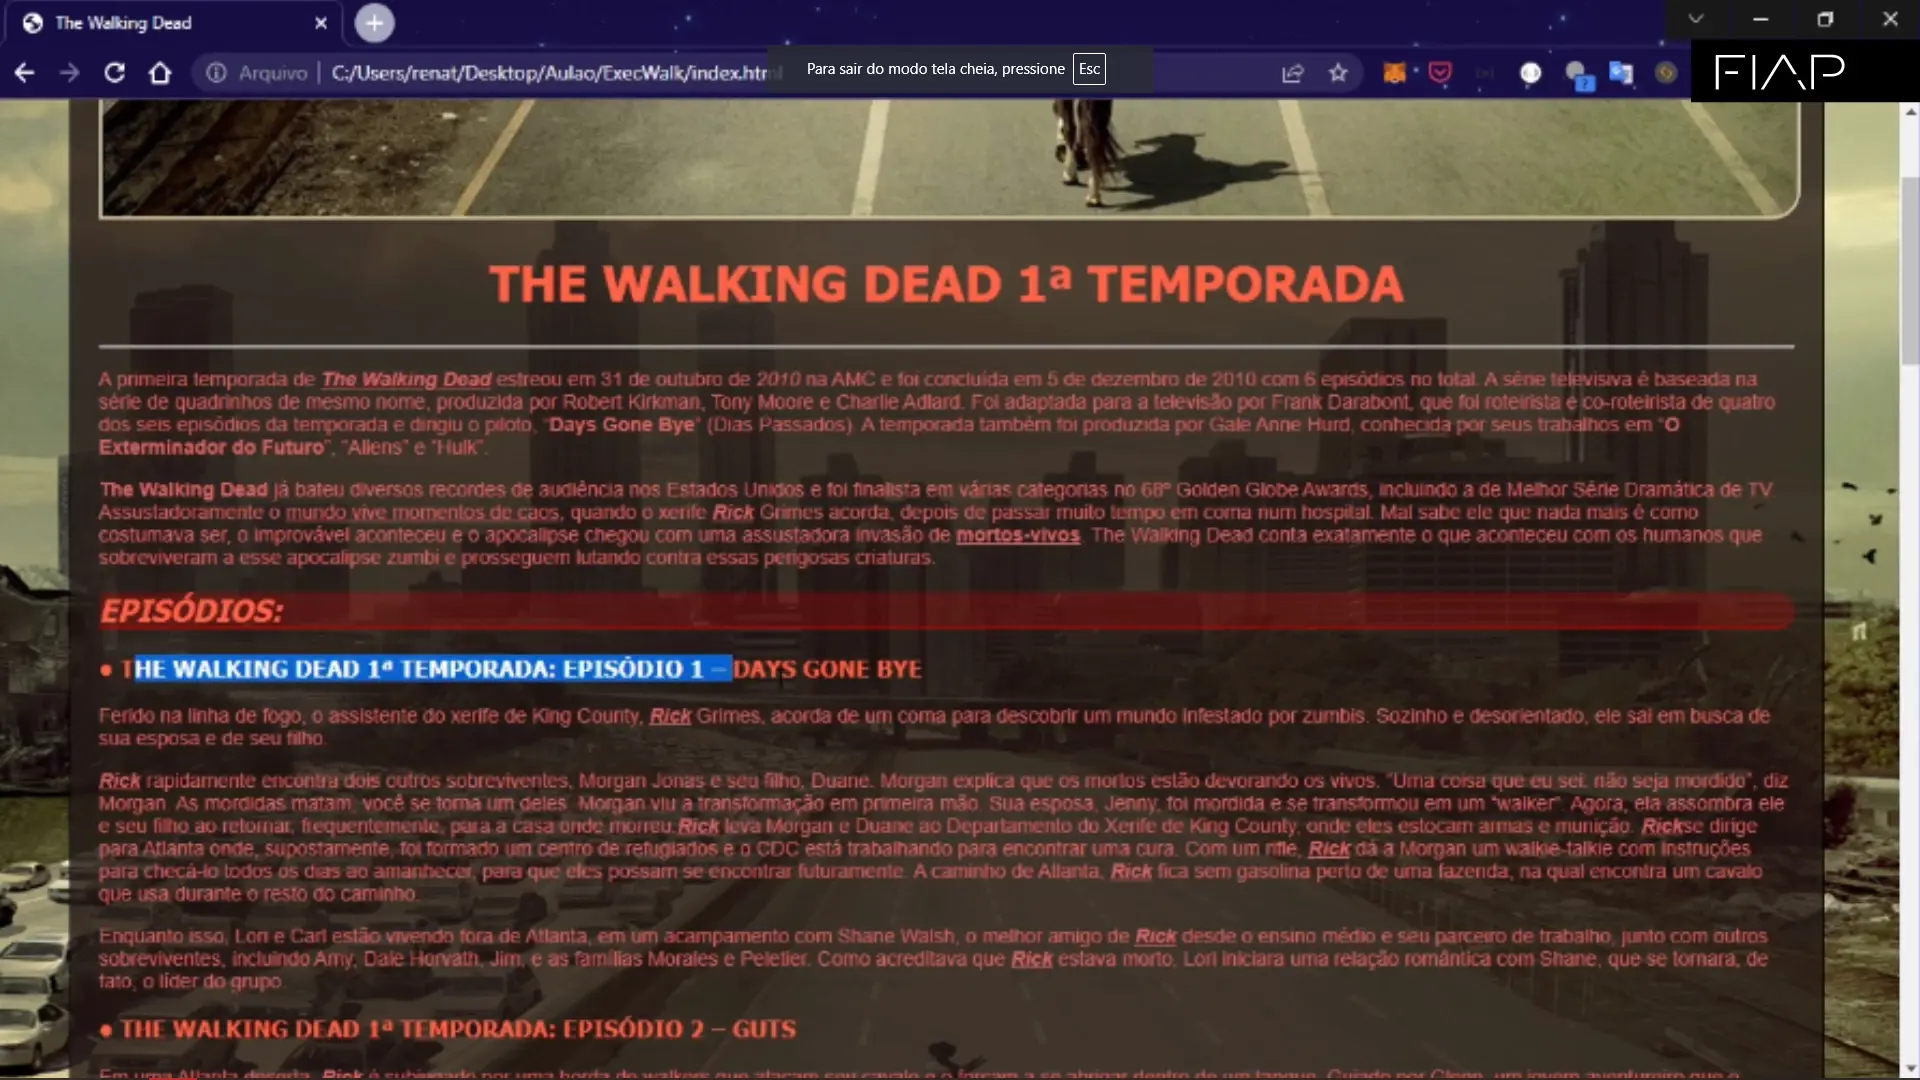 The Walking Dead
Arquivo | C:/Users/renat/Desktop/Aulao/ExecWalk/index.htm
Para sair do modo tela cheia, pressione Esc
FIAP
THE WALKING DEAD 1ª TEMPORADA
A primeira temporada de The Walking Dead estreou em 31 de outubro de 2010 na AMC e foi concluída em 5 de dezembro de 2010 com 6 episódios no total. A série televisiva é baseada na
série de quadrinhos de mesmo nome, produzida por Robert Kirkman, Tony Moore e Charlie Adlard. Foi adaptada para a televisão por Frank Darabont, que foi roteirista e co-roteirista de quatro
dos seis episódios da temporada e dirigiu o piloto, “Days Gone Bye” (Dias Passados). A temporada também foi produzida por Gale Anne Hurd, conhecida por seus trabalhos em “O
Exterminador do Futuro”, “Aliens” e “Hulk”.
The Walking Dead já bateu diversos recordes de audiência nos Estados Unidos e foi finalista em várias categorias no 68º Golden Globe Awards, incluindo a de Melhor Série Dramática de TV
Assustadoramente o mundo vive momentos de caos, quando o xerife Rick Grimes acorda, depois de passar muito tempo em coma num hospital. Mal sabe ele que nada mais é como
costumava ser, o improvável aconteceu e o apocalipse chegou com uma assustadora invasão de mortos-vivos. The Walking Dead conta exatamente o que aconteceu com os humanos que
sobreviveram a esse apocalipse zumbi e prosseguem lutando contra essas perigosas criaturas.
EPISÓDIOS:
● THE WALKING DEAD 1ª TEMPORADA: EPISÓDIO 1 – DAYS GONE BYE
Ferido na linha de fogo, o assistente do xerife de King County, Rick Grimes, acorda de um coma para descobrir um mundo infestado por zumbis. Sozinho e desorientado, ele sai em busca de
sua esposa e de seu filho.
Rick rapidamente encontra dois outros sobreviventes, Morgan Jonas e seu filho, Duane. Morgan explica que os mortos estão devorando os vivos. “Uma coisa que eu sei: não seja mordido”, diz
Morgan. As mordidas matam, você se torna um deles. Morgan viu a transformação em primeira mão. Sua esposa, Jenny, foi mordida e se transformou em um “walker”. Agora, ela assombra ele
e seu filho ao retornar, frequentemente, para a casa onde morreu.Rick leva Morgan e Duane ao Departamento do Xerife de King County, onde eles estocam armas e munição. Rickse dirige
para Atlanta onde, supostamente, foi formado um centro de refugiados e o CDC está trabalhando para encontrar uma cura. Com um rifle, Rick dá a Morgan um walkie-talkie com instruções
para checá-lo todos os dias ao amanhecer, para que eles possam se encontrar futuramente. A caminho de Atlanta, Rick fica sem gasolina perto de uma fazenda, na qual encontra um cavalo
que usa durante o resto do caminho.
Enquanto isso, Lori e Carl estão vivendo fora de Atlanta, em um acampamento com Shane Walsh, o melhor amigo de Rick desde o ensino médio e seu parceiro de trabalho, junto com outros
sobreviventes, incluindo Amy, Dale Horvath, Jim, e as famílias Morales e Peletier. Como acreditava que Rick estava morto, Lori iniciara uma relação romântica com Shane, que se tornara, de
fato, o líder do grupo.
● THE WALKING DEAD 1ª TEMPORADA: EPISÓDIO 2 – GUTS
Em uma Atlanta deserta, Rick é